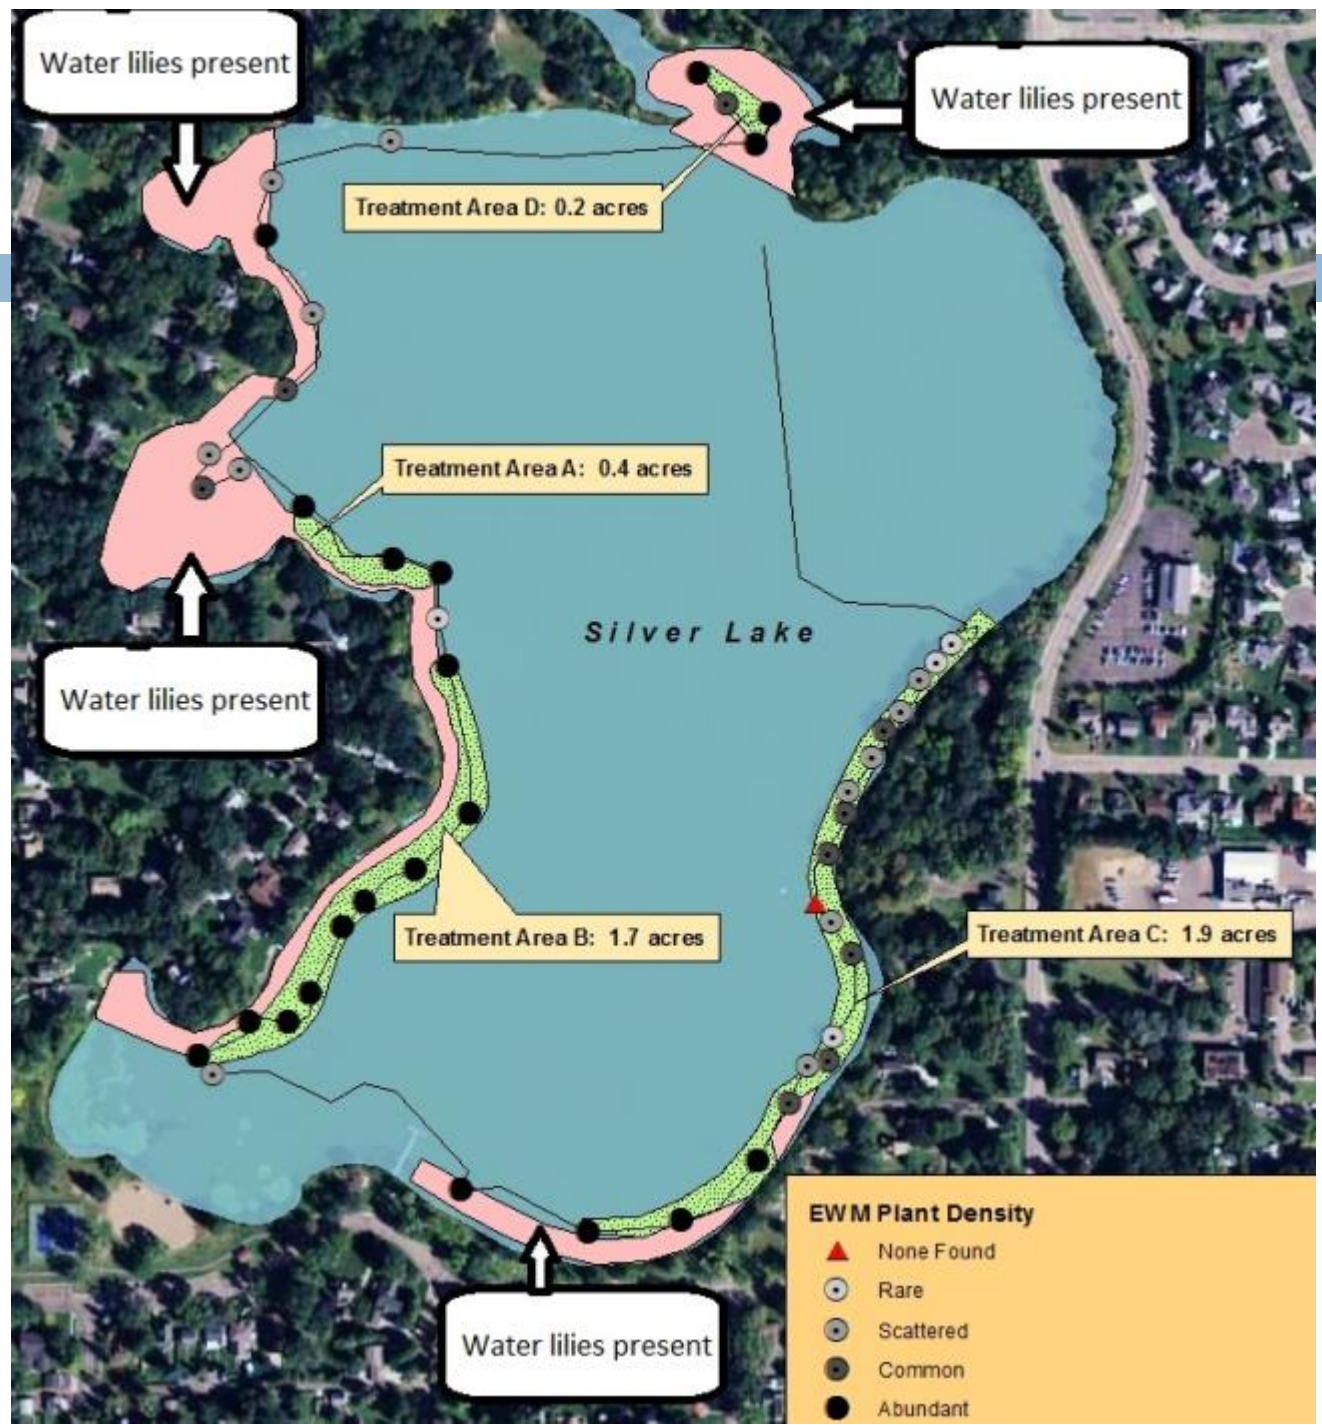 Water lilies present
Water lilies present
Treatment Area D: 0.2 acres
Treatment Area A: 0.4 acres
Silver Lake
Water lilies present
Treatment Area B: 1.7 acres
Treatment Area C: 1.9 acres
Water lilies present
EWM Plant Density
None Found
Rare
Scattered
Common
Abundant